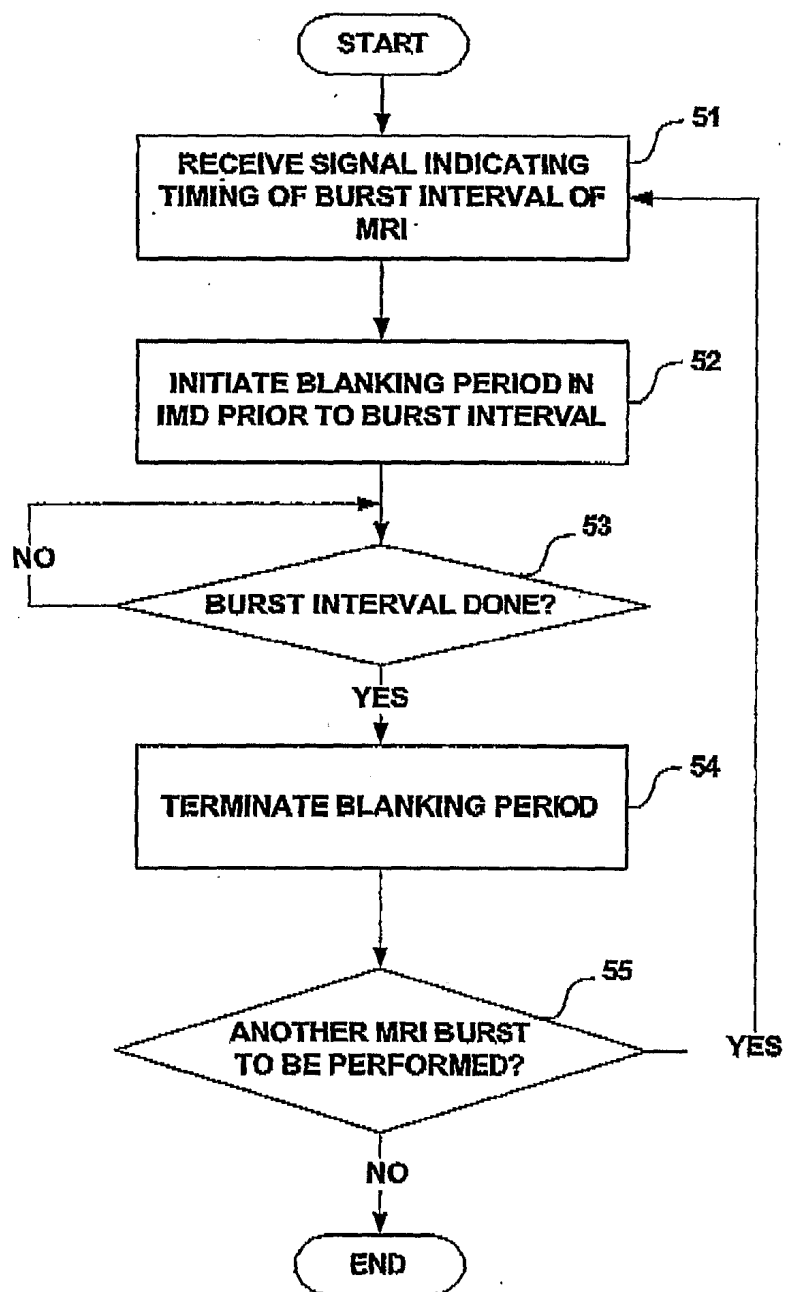 START
51
RECEIVE SIGNAL INDICATING
TIMING OF BURST INTERVAL OF
MRI
52
INITIATE BLANKING PERIOD IN
IMD PRIOR TO BURST INTERVAL
53
NO
BURST INTERVAL DONE?
YES
54
TERMINATE BLANKING PERIOD
55
ANOTHER MRI BURST
TO BE PERFORMED?
YES
NO
END